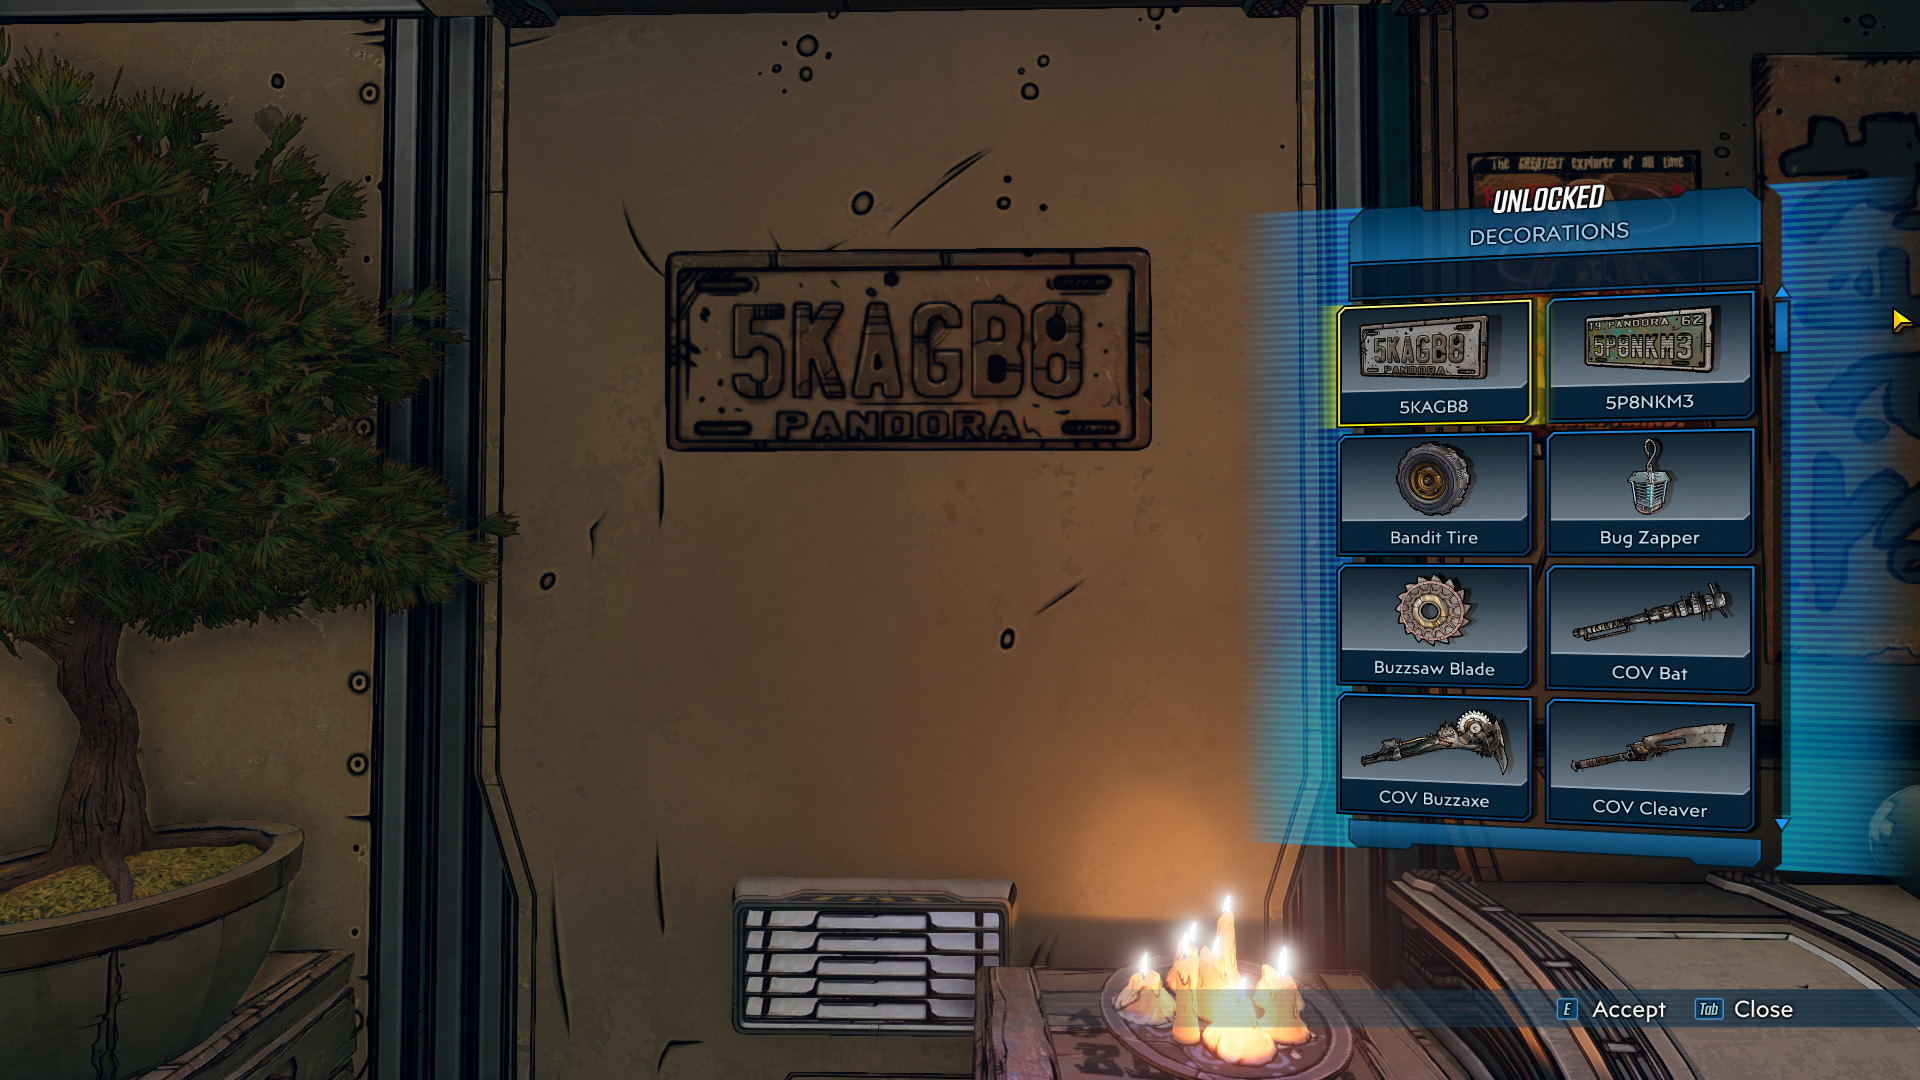 5KAGB8
PANDORA
The GREATEST explorer of all time
UNLOCKED
DECORATIONS
5KAGB8
PANDORA
5KAGB8
19 PANDORA 62
5P8NKM3
5P8NKM3
Bandit Tire
Bug Zapper
Buzzsaw Blade
COV Bat
COV Buzzaxe
COV Cleaver
E Accept
Tab Close